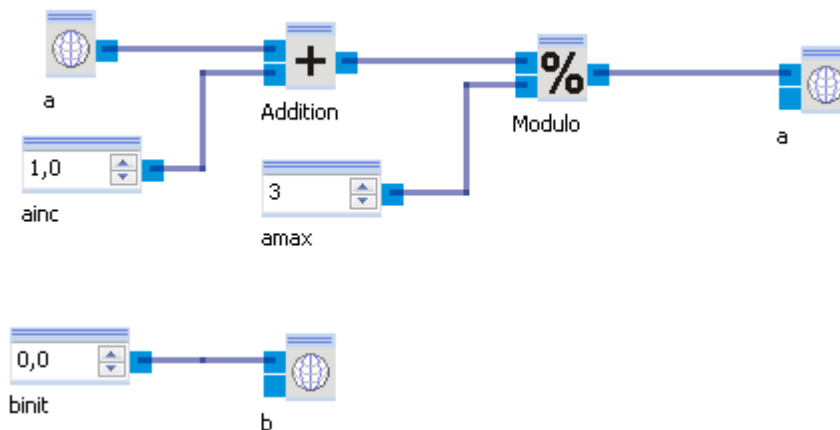 +
%
a
Addition
Modulo
a
1,0
ainc
3
amax
0,0
binit
b